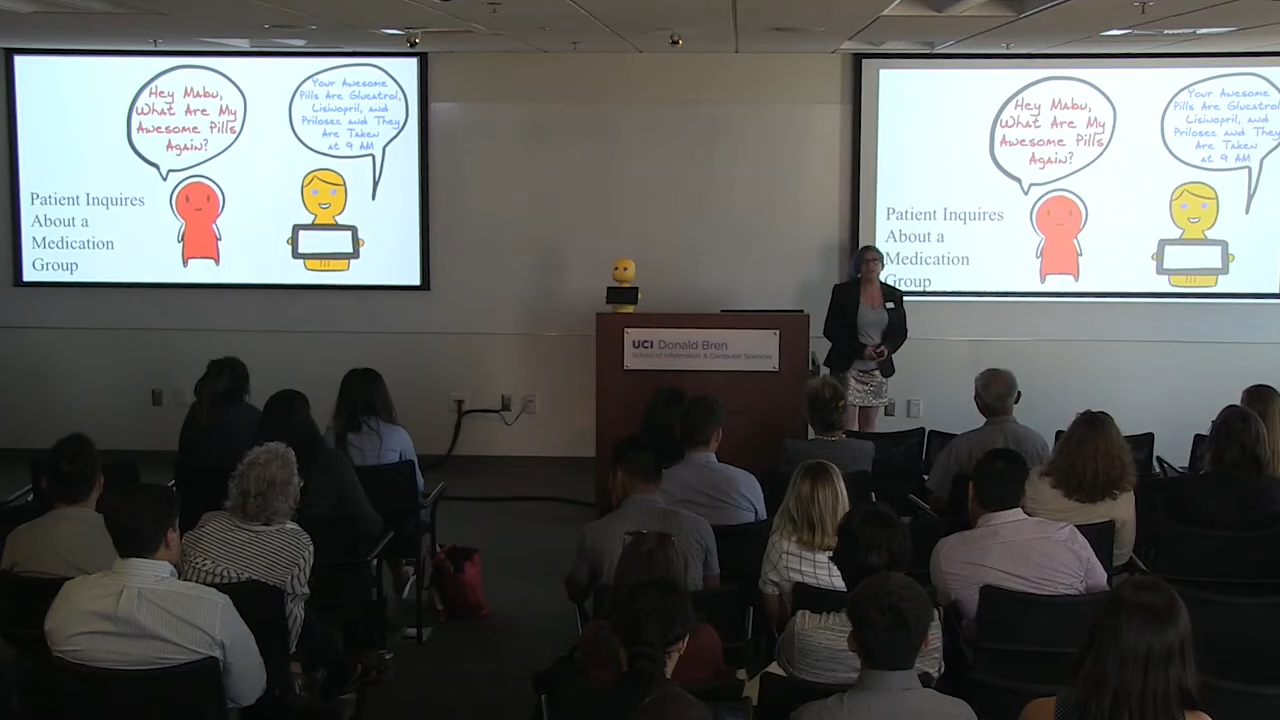 Hey Mabu,
What Are My
Awesome Pills
Again?
Your Awesome
Pills Are Glucatrol,
Lisinopril, and
Prilosec and They
Are Taken
at 9 AM
Patient Inquires
About a
Medication
Group
UCI Donald Bren
School of Information & Computer Sciences
Hey Mabu,
What Are My
Awesome Pills
Again?
Your Awesome
Pills Are Glucatrol,
Lisinopril, and
Prilosec and They
Are Taken
at 9 AM
Patient Inquires
About a
Medication
Group